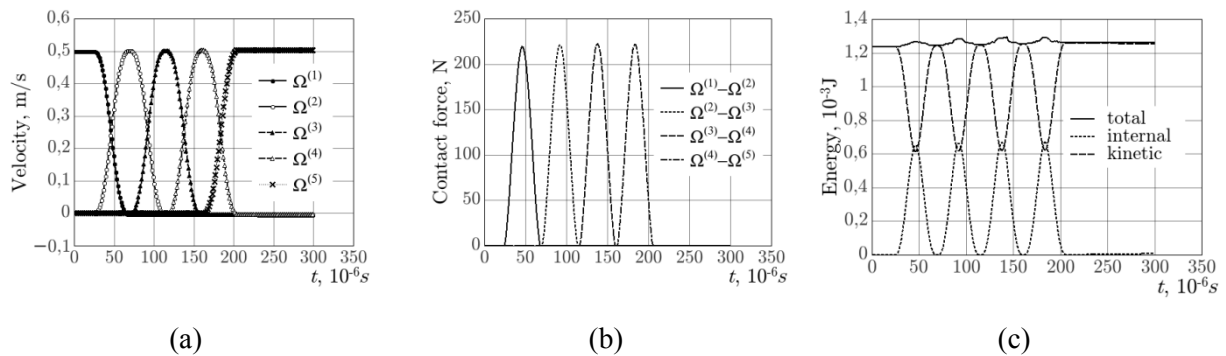 Velocity, m/s
0,6
0,5
0,4
0,3
0,2
0,1
0
−0,1
0 50 100 150 200 250 300 350
t, 10⁻⁶s
Ω⁽¹⁾
Ω⁽²⁾
Ω⁽³⁾
Ω⁽⁴⁾
Ω⁽⁵⁾
(a)
Contact force, N
250
200
150
100
50
0
0 50 100 150 200 250 300 350
t, 10⁻⁶s
Ω⁽¹⁾–Ω⁽²⁾
Ω⁽²⁾–Ω⁽³⁾
Ω⁽³⁾–Ω⁽⁴⁾
Ω⁽⁴⁾–Ω⁽⁵⁾
(b)
Energy, 10⁻³J
1,4
1,2
1
0,8
0,6
0,4
0,2
0
0 50 100 150 200 250 300 350
t, 10⁻⁶s
total
internal
kinetic
(c)